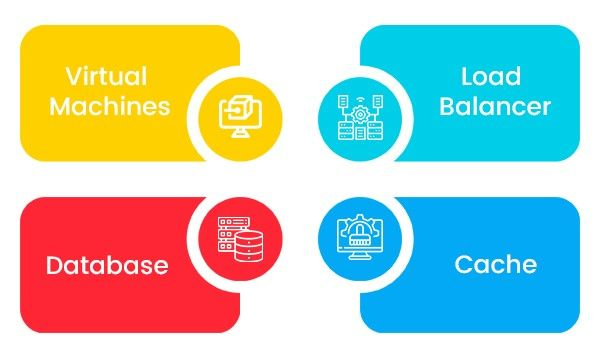 Virtual
Machines
Load
Balancer
Database
Cache